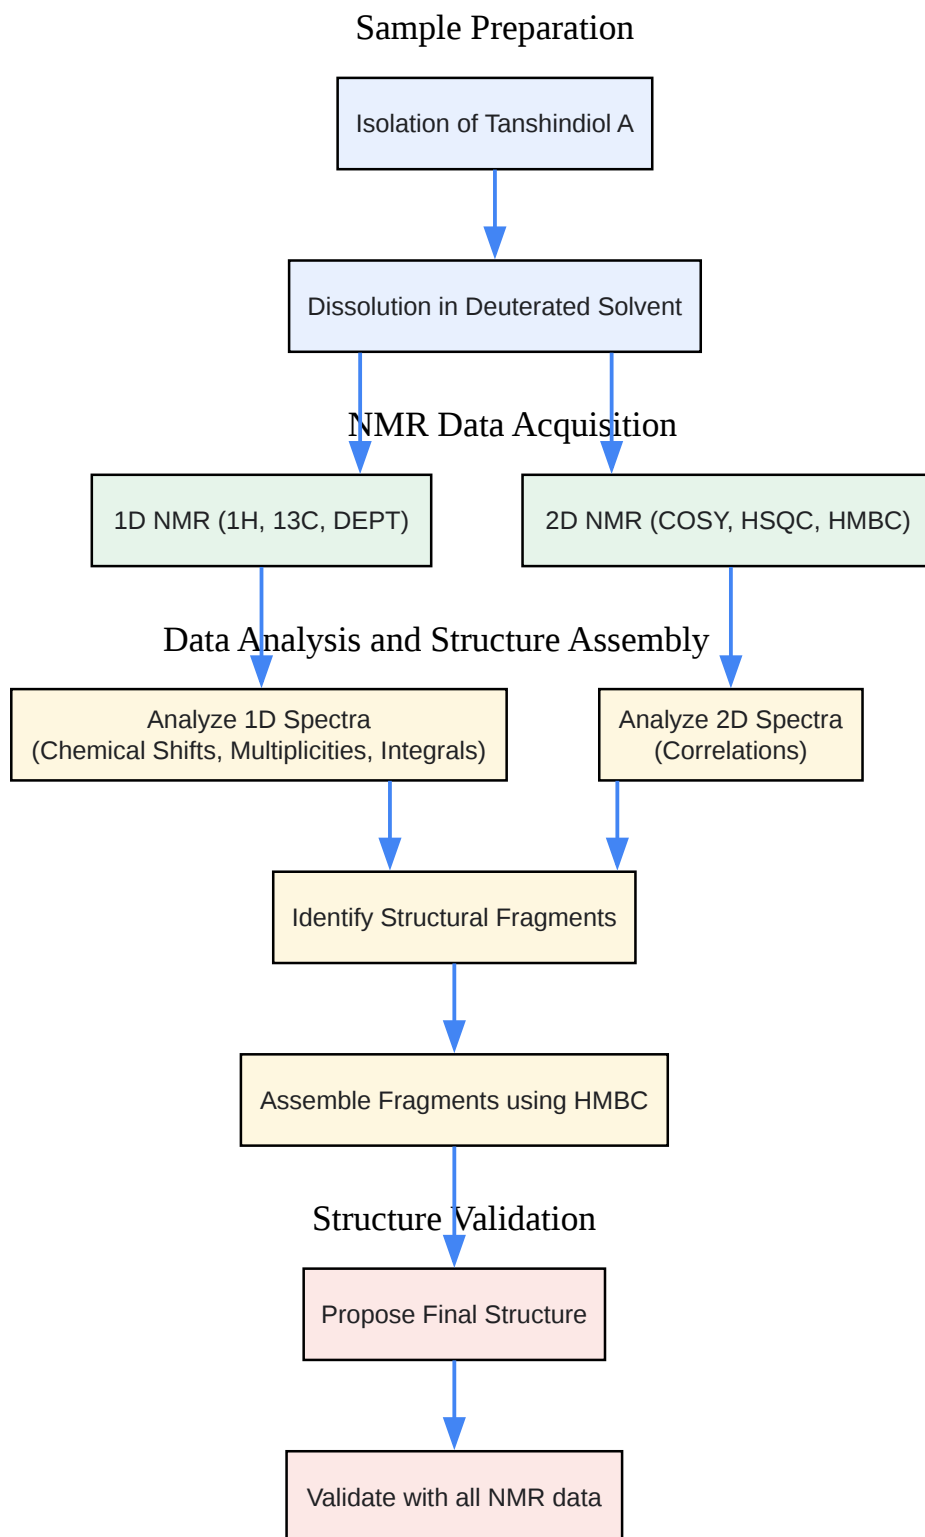 Sample Preparation
Isolation of Tanshindiol A
Dissolution in Deuterated Solvent
NMR Data Acquisition
1D NMR (1H, 13C, DEPT)
2D NMR (COSY, HSQC, HMBC)
Data Analysis and Structure Assembly
Analyze 1D Spectra
(Chemical Shifts, Multiplicities, Integrals)
Analyze 2D Spectra
(Correlations)
Identify Structural Fragments
Assemble Fragments using HMBC
Structure Validation
Propose Final Structure
Validate with all NMR data